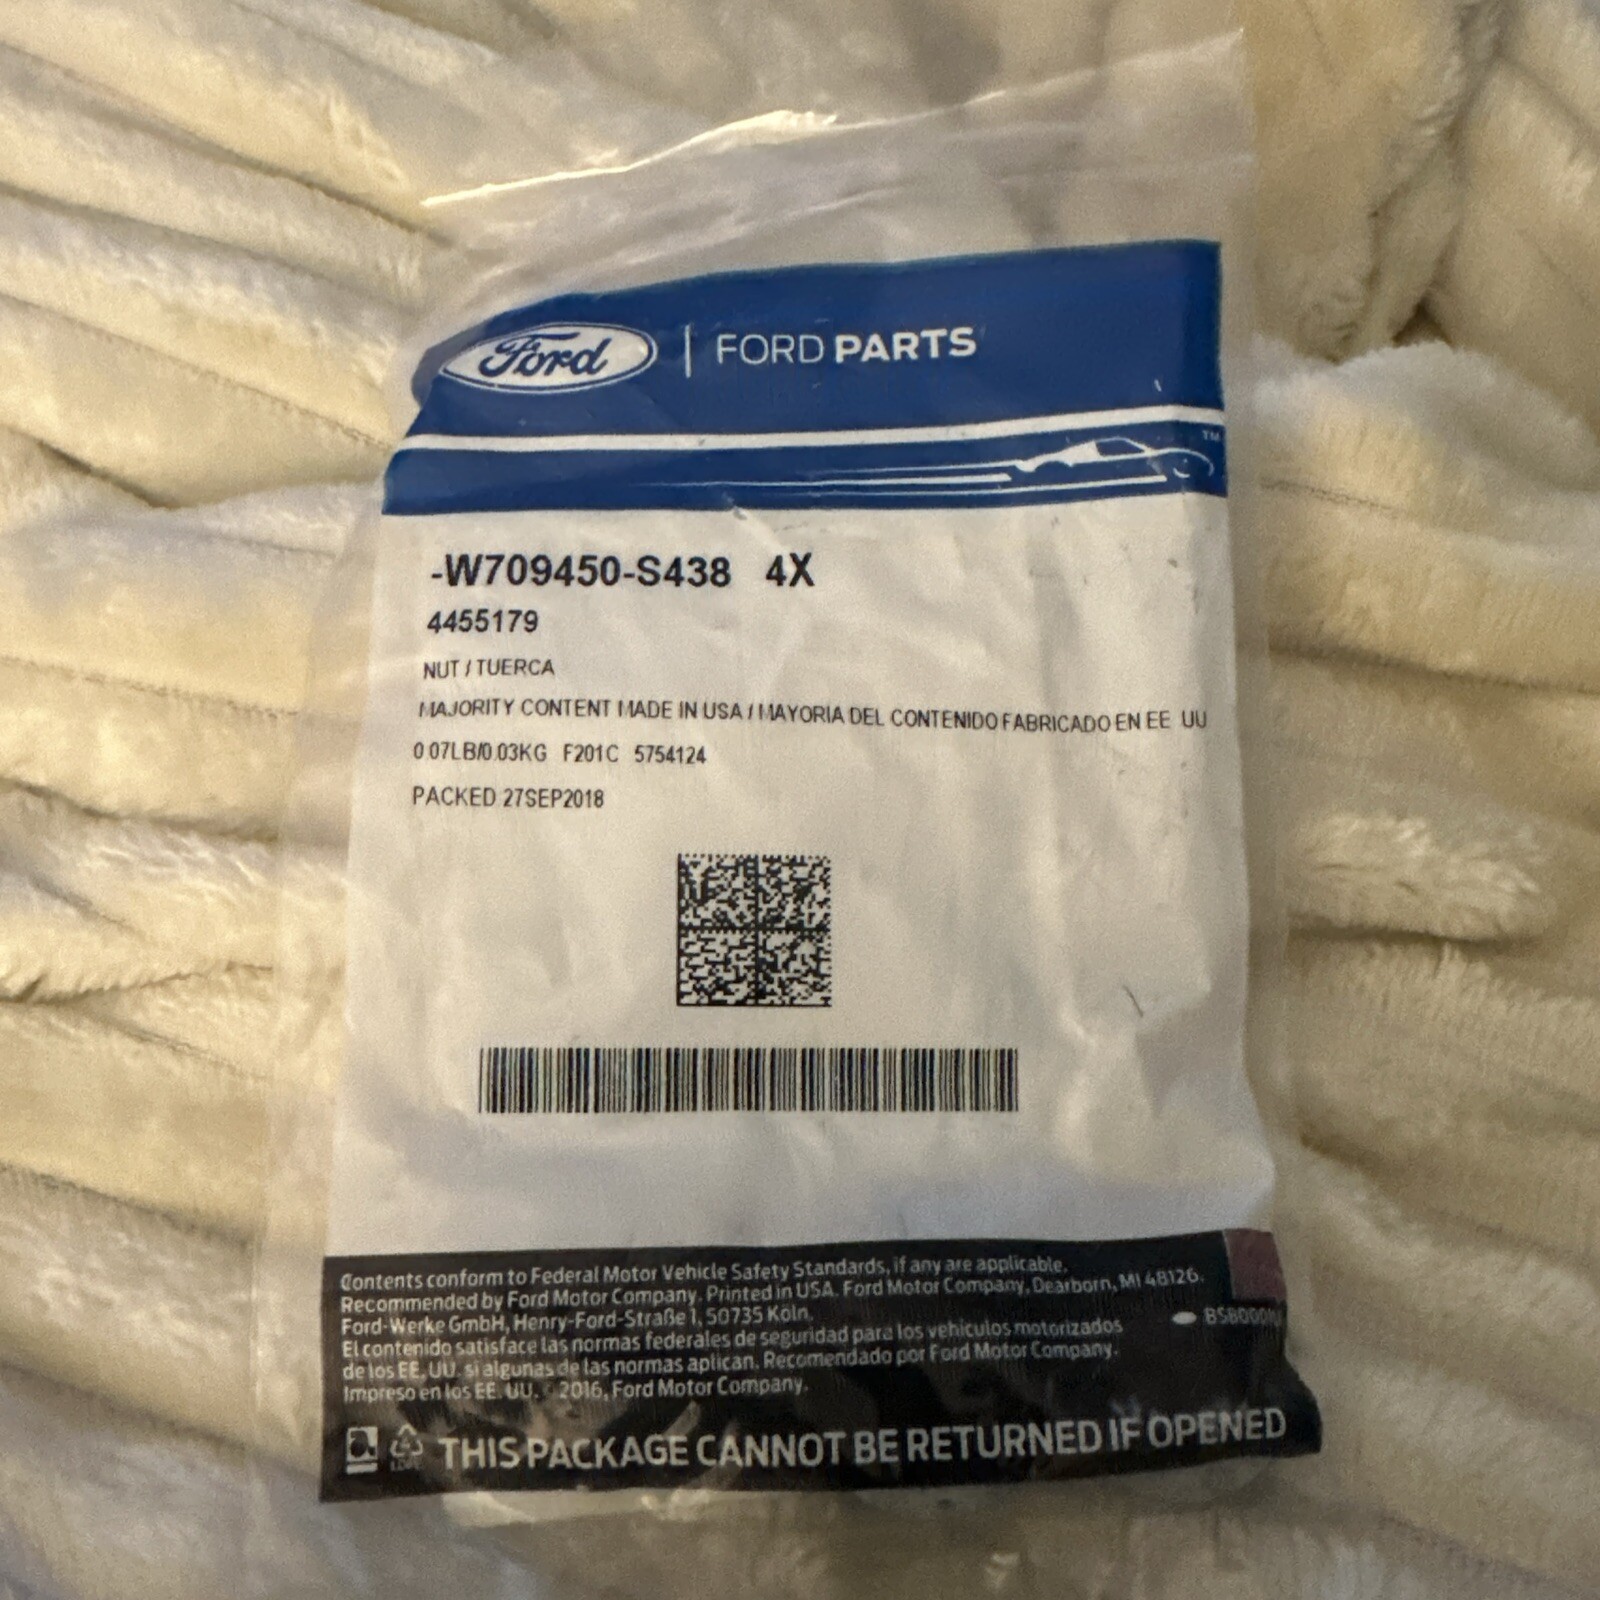 Ford | FORD PARTS
TM
-W709450-S438 4X
4455179
NUT / TUERCA
MAJORITY CONTENT MADE IN USA / MAYORIA DEL CONTENIDO FABRICADO EN EE UU
0.07LB/0.03KG F201C 5754124
PACKED 27SEP2018
Contents conform to Federal Motor Vehicle Safety Standards, if any are applicable.
Recommended by Ford Motor Company. Printed in USA. Ford Motor Company, Dearborn, MI 48126.
Ford-Werke GmbH, Henry-Ford-Straße 1, 50735 Köln.
El contenido satisface las normas federales de seguridad para los vehiculos motorizados
de los EE. UU. si algunas de las normas aplican. Recomendado por Ford Motor Company.
Impreso en los EE. UU. © 2016, Ford Motor Company.
THIS PACKAGE CANNOT BE RETURNED IF OPENED